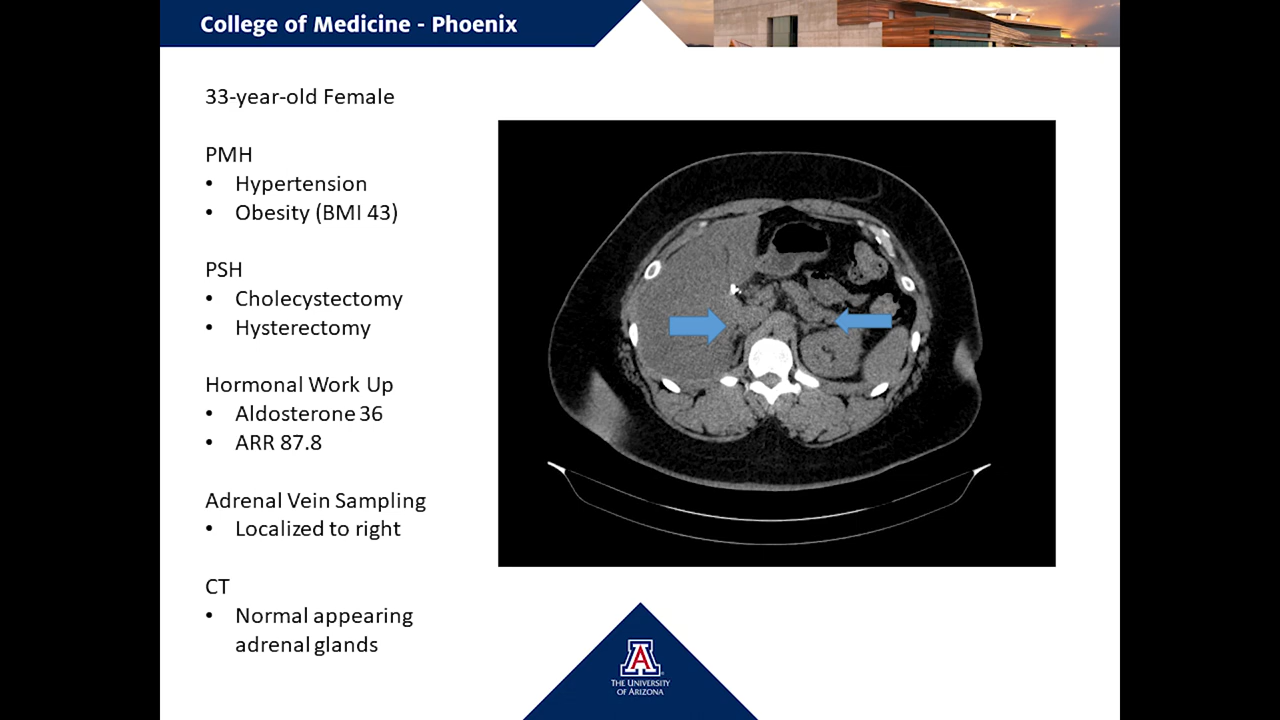 College of Medicine - Phoenix
33-year-old Female
PMH
• Hypertension
• Obesity (BMI 43)
PSH
• Cholecystectomy
• Hysterectomy
Hormonal Work Up
• Aldosterone 36
• ARR 87.8
Adrenal Vein Sampling
• Localized to right
CT
• Normal appearing
adrenal glands
A
THE UNIVERSITY
OF ARIZONA